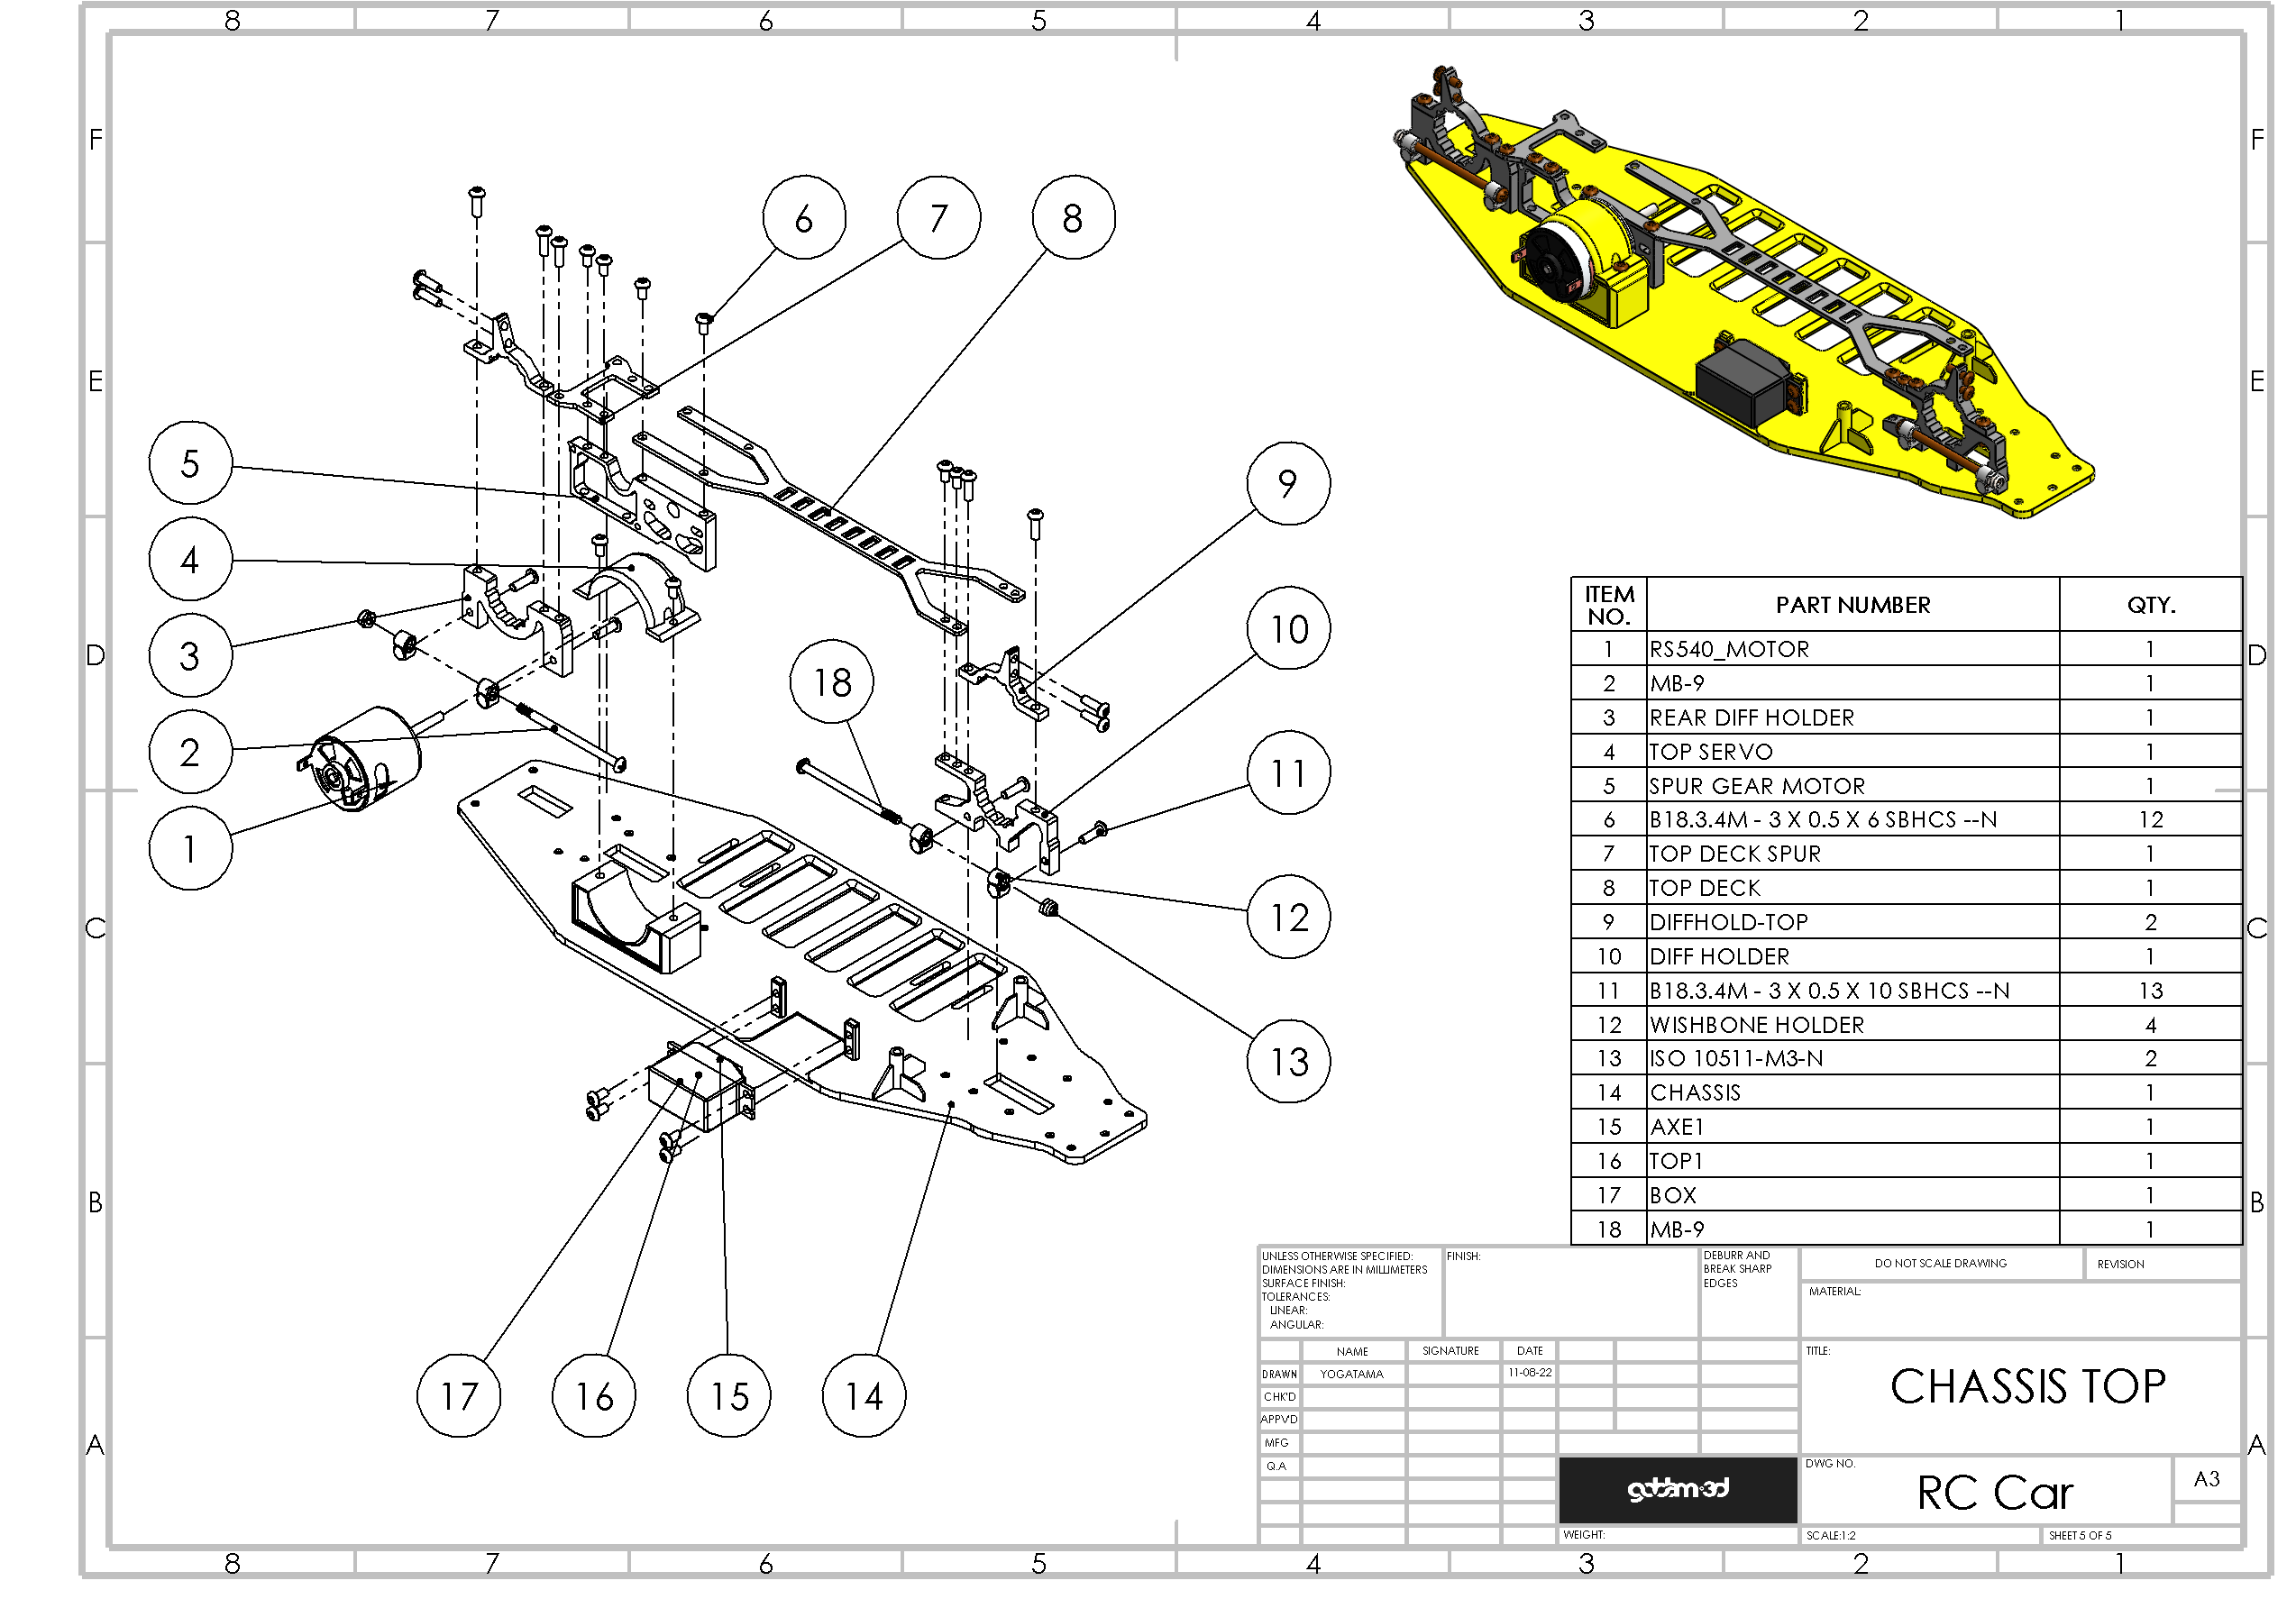 8 7 6 5 4 3 2 1
F F
E E
D D
C C
B B
A A
6 7 8
5
4
3
2
1
9
10
18
11
12
13
17 16 15 14
ITEM NO. PART NUMBER QTY.
1 RS540_MOTOR 1
2 MB-9 1
3 REAR DIFF HOLDER 1
4 TOP SERVO 1
5 SPUR GEAR MOTOR 1
6 B18.3.4M - 3 X 0.5 X 6 SBHCS --N 12
7 TOP DECK SPUR 1
8 TOP DECK 1
9 DIFFHOLD-TOP 2
10 DIFF HOLDER 1
11 B18.3.4M - 3 X 0.5 X 10 SBHCS --N 13
12 WISHBONE HOLDER 4
13 ISO 10511-M3-N 2
14 CHASSIS 1
15 AXE1 1
16 TOP1 1
17 BOX 1
18 MB-9 1
UNLESS OTHERWISE SPECIFIED:
DIMENSIONS ARE IN MILLIMETERS
SURFACE FINISH:
TOLERANCES:
LINEAR:
ANGULAR:
FINISH:
DEBURR AND
BREAK SHARP
EDGES
DO NOT SCALE DRAWING
REVISION
MATERIAL:
NAME SIGNATURE DATE
DRAWN YOGATAMA 11-08-22
CHK'D
APPV'D
MFG
Q.A
TITLE:
CHASSIS TOP
DWG NO.
RC Car
A3
WEIGHT:
SCALE:1:2
SHEET 5 OF 5
8 7 6 5 4 3 2 1